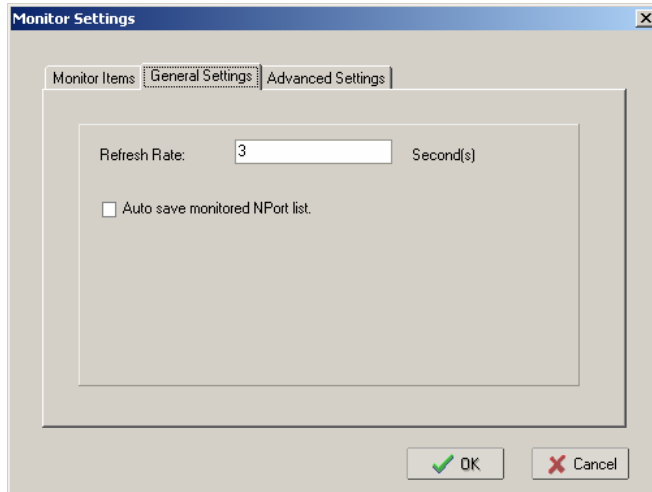 Monitor Settings
Monitor Items General Settings Advanced Settings
Refresh Rate: 3 Second(s)
Auto save monitored NPort list.
OK Cancel